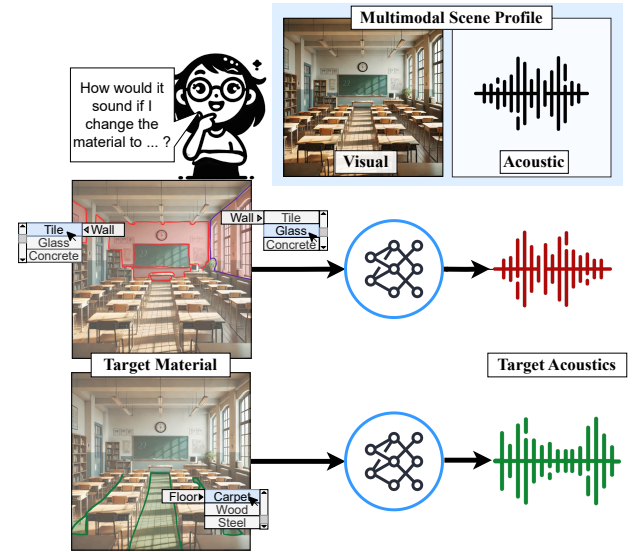 Multimodal Scene Profile
Visual
Acoustic
How would it
sound if I
change the
material to ... ?
Tile
Wall
Glass
Concrete
Wall
Tile
Glass
Concrete
Target Material
Target Acoustics
Floor
Carpet
Wood
Steel